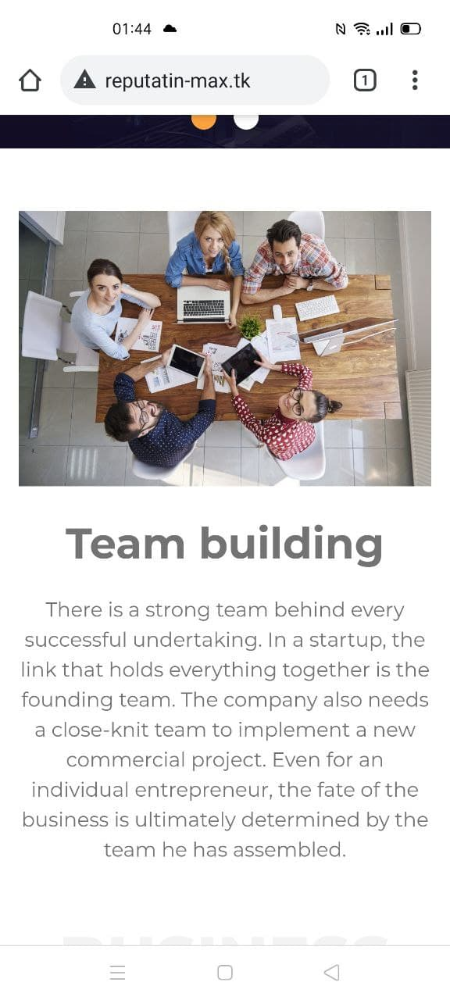 01:44
reputatin-max.tk
1
Team building
There is a strong team behind every
successful undertaking. In a startup, the
link that holds everything together is the
founding team. The company also needs
a close-knit team to implement a new
commercial project. Even for an
individual entrepreneur, the fate of the
business is ultimately determined by the
team he has assembled.
BUSINESS